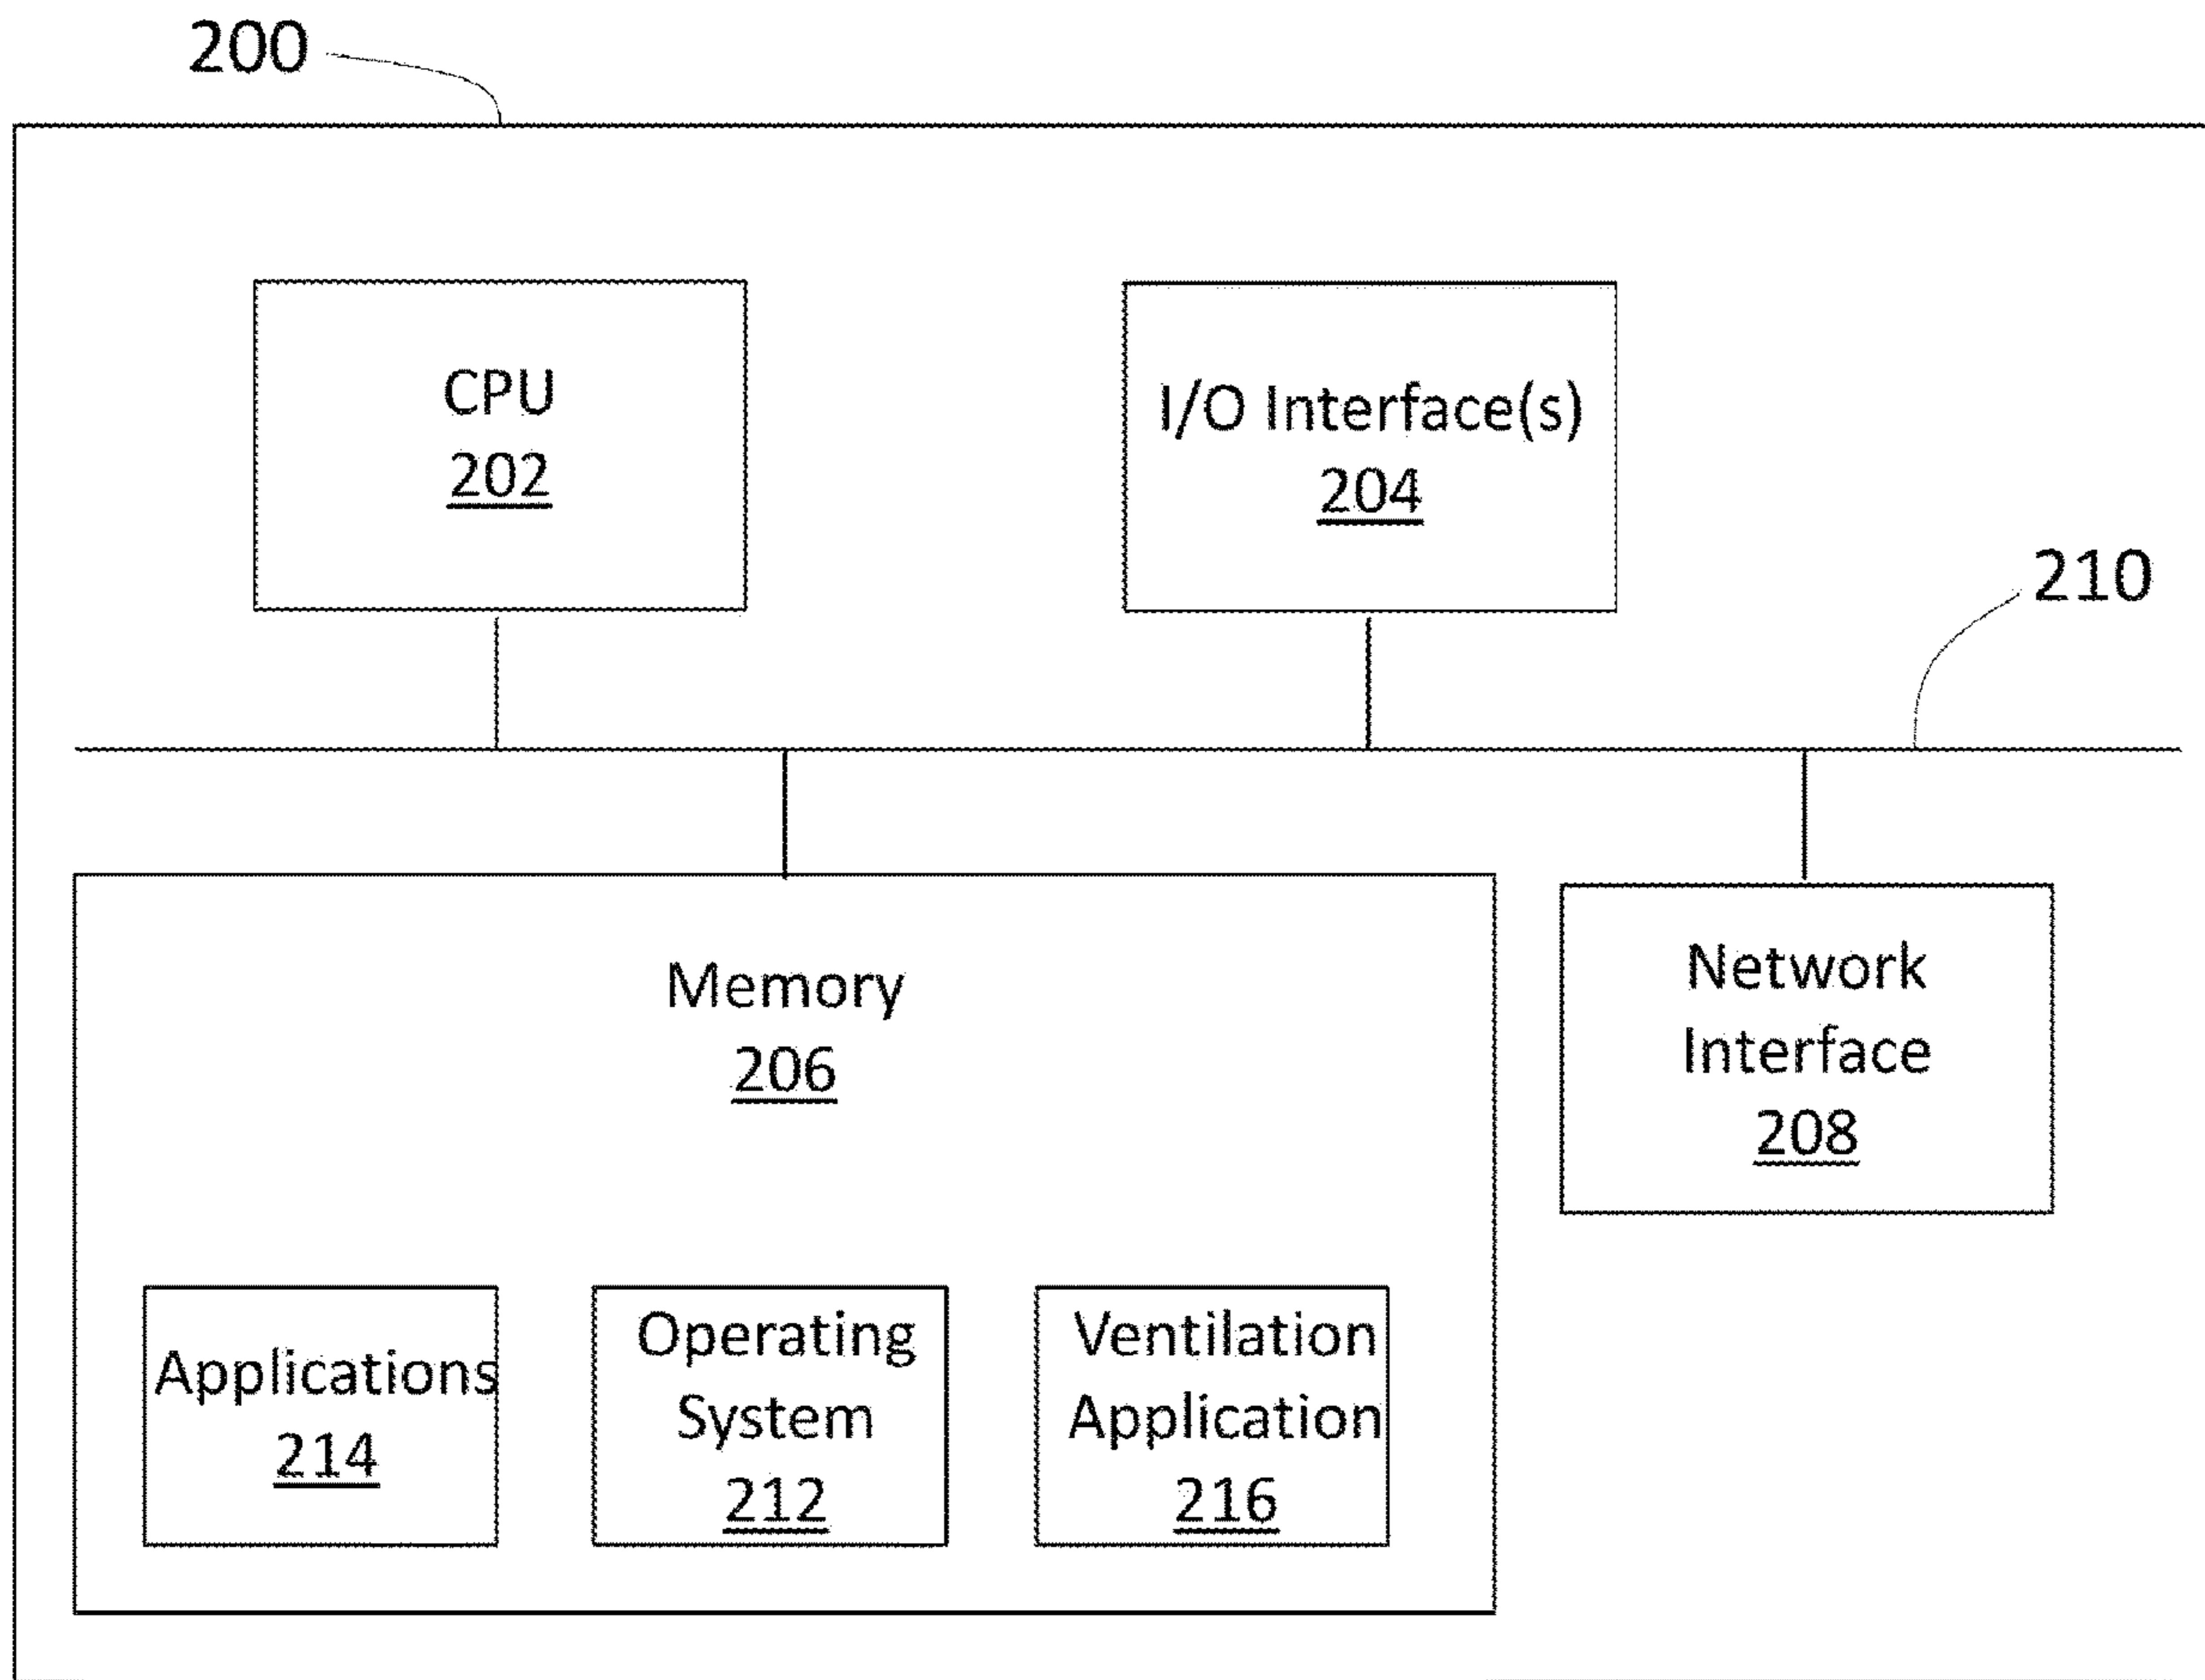 200
CPU
202
I/O Interface(s)
204
210
Memory
206
Network
Interface
208
Applications
214
Operating
System
212
Ventilation
Application
216